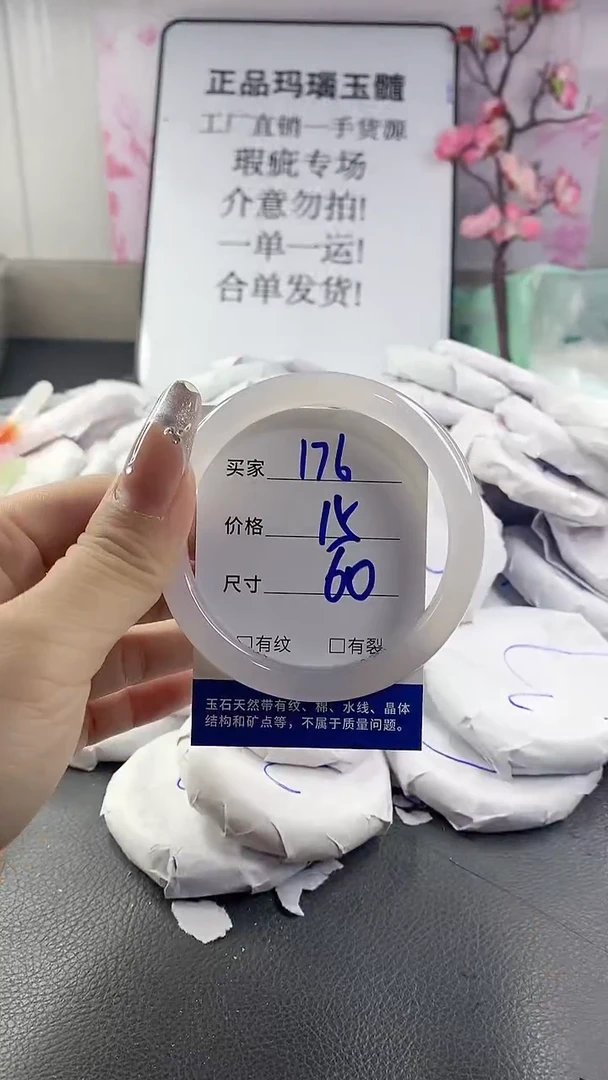 正品玛瑙玉髓
工厂直销一手货源
瑕疵专场
介意勿拍!
一单一运!
合单发货!
买家 176
价格 15
尺寸 60
□有纹 □有裂
玉石天然带有纹、棉、水线、晶体
结构和矿点等，不属于质量问题。